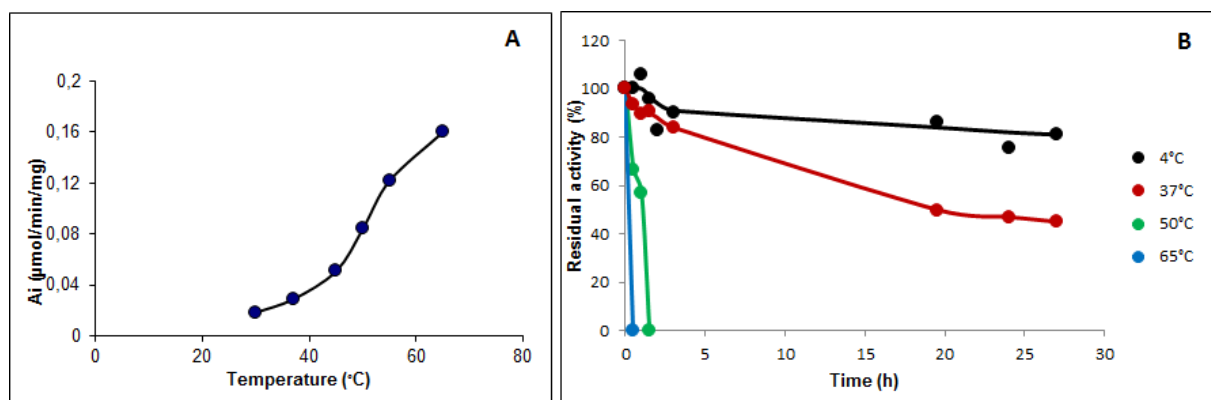 A
0,2
0,16
0,12
0,08
0,04
0
Ai (µmol/min/mg)
0 20 40 60 80
Temperature (°C)
B
120
100
80
60
40
20
0
Residual activity (%)
0 5 10 15 20 25 30
Time (h)
4°C
37°C
50°C
65°C